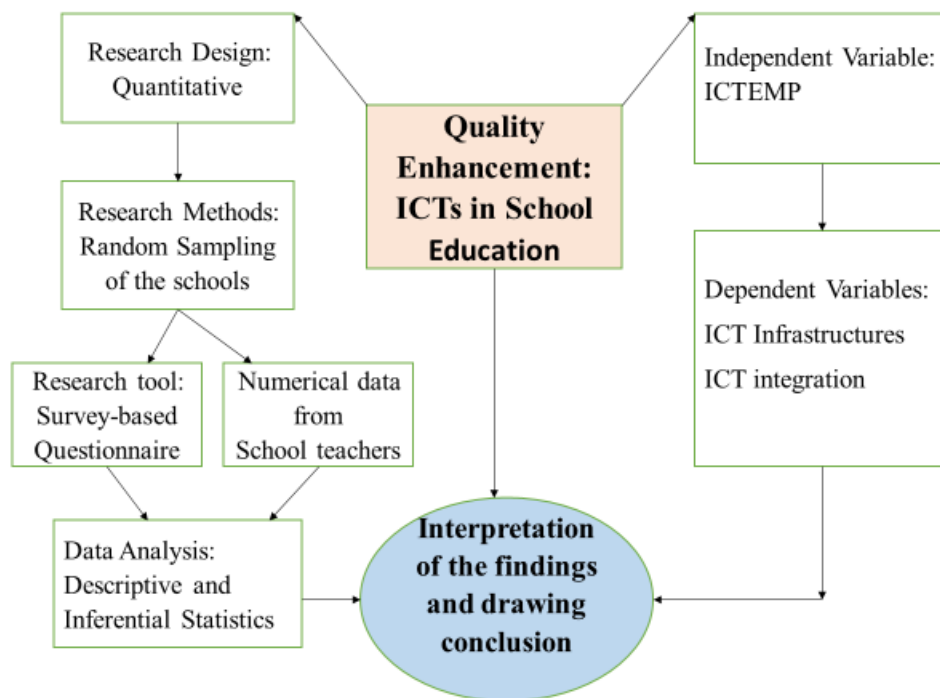 Research Design:
Quantitative
Independent Variable:
ICTEMP
Quality
Enhancement:
ICTs in School
Education
Research Methods:
Random Sampling
of the schools
Dependent Variables:
ICT Infrastructures
ICT integration
Research tool:
Survey-based
Questionnaire
Numerical data
from
School teachers
Data Analysis:
Descriptive and
Inferential Statistics
Interpretation
of the findings
and drawing
conclusion